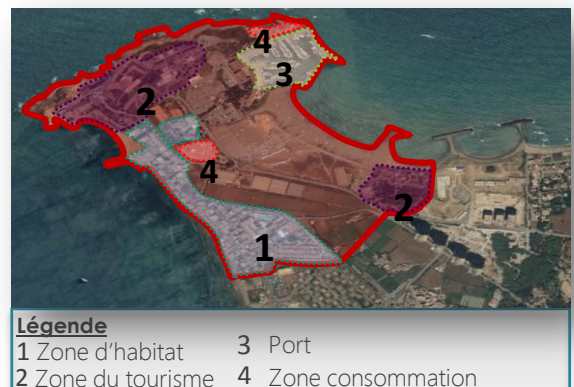 4
3
2
4
2
1
Légende
1 Zone d'habitat
2 Zone du tourisme
3 Port
4 Zone consommation